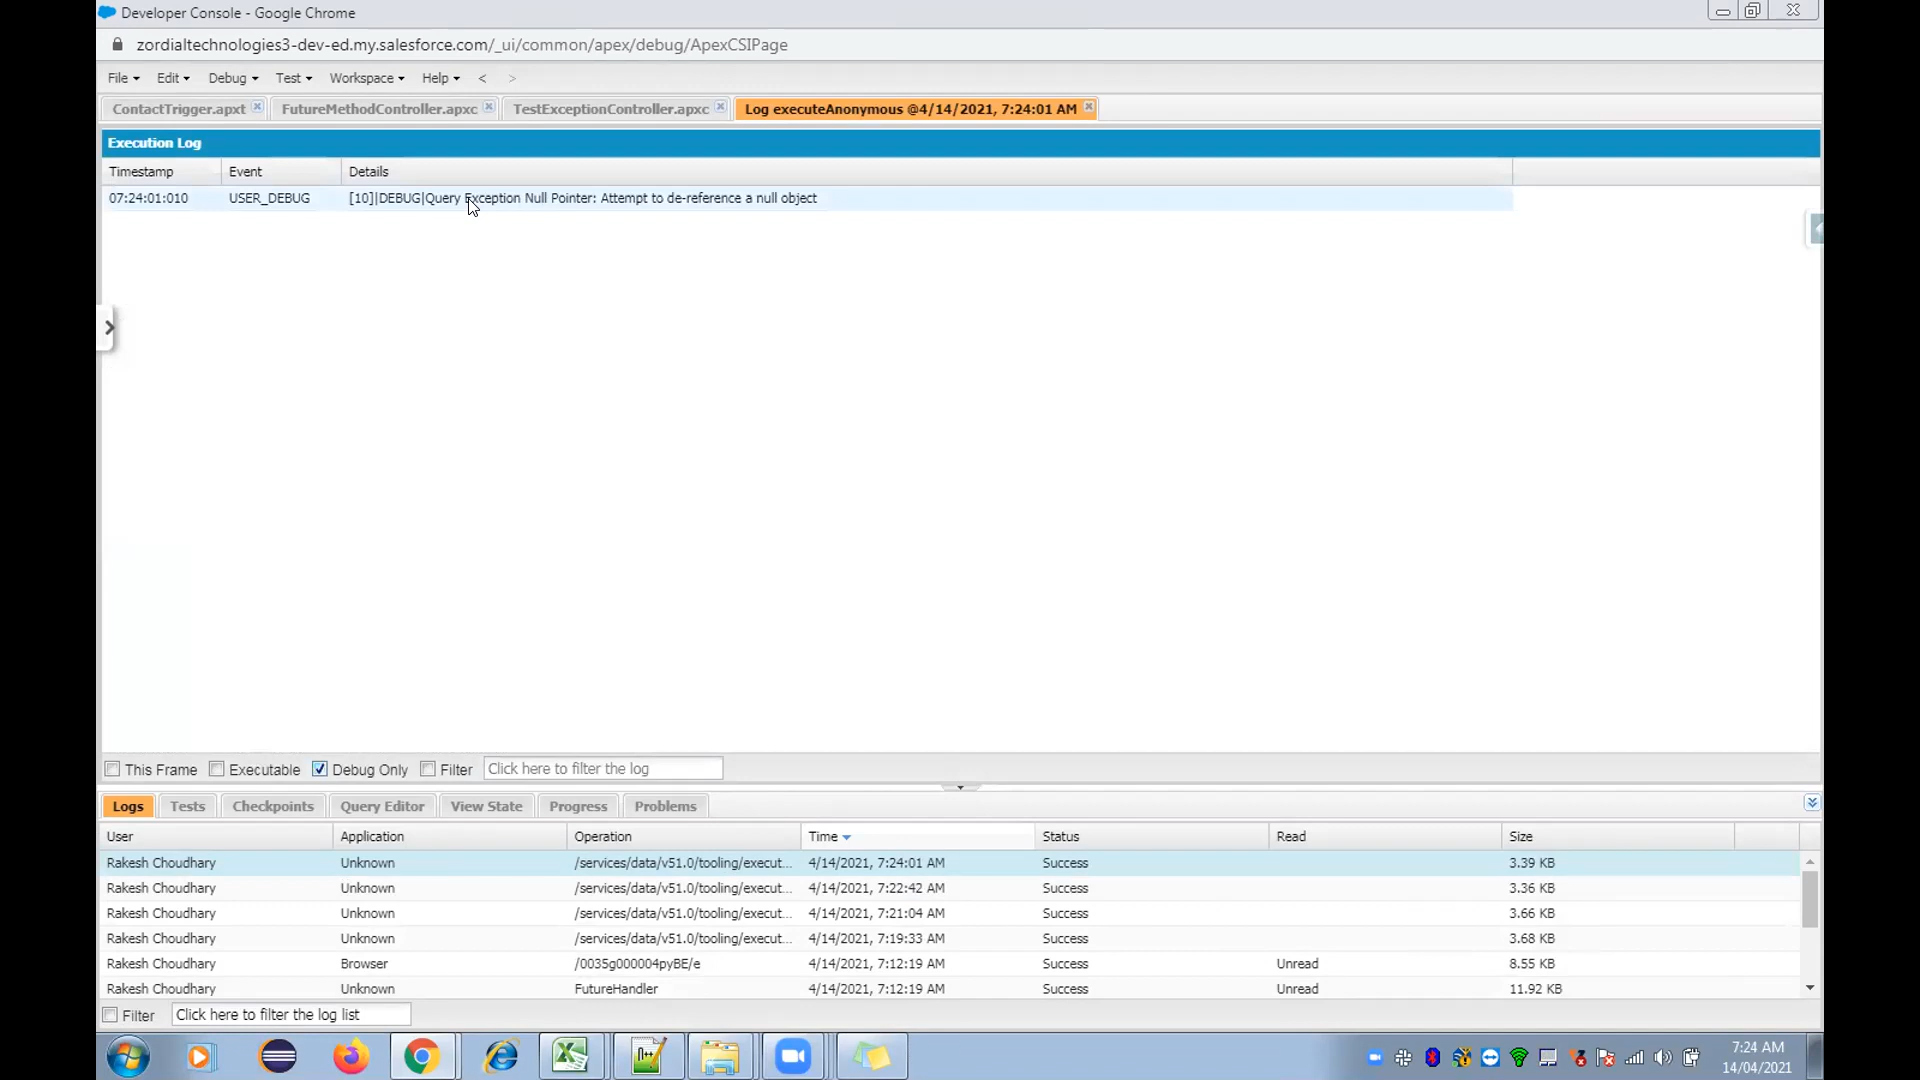 Developer Console - Google Chrome
zordialtechnologies3-dev-ed.my.salesforce.com/_ui/common/apex/debug/ApexCSIPage
File Edit Debug Test Workspace Help < >
ContactTrigger.apxt FutureMethodController.apxc TestExceptionController.apxc Log executeAnonymous @4/14/2021, 7:24:01 AM
Execution Log
Timestamp Event Details
07:24:01:010 USER_DEBUG [10]|DEBUG|Query Exception Null Pointer: Attempt to de-reference a null object
This Frame Executable Debug Only Filter Click here to filter the log
Logs Tests Checkpoints Query Editor View State Progress Problems
User Application Operation Time Status Read Size
Rakesh Choudhary Unknown /services/data/v51.0/tooling/execut... 4/14/2021, 7:24:01 AM Success 3.39 KB
Rakesh Choudhary Unknown /services/data/v51.0/tooling/execut... 4/14/2021, 7:22:42 AM Success 3.36 KB
Rakesh Choudhary Unknown /services/data/v51.0/tooling/execut... 4/14/2021, 7:21:04 AM Success 3.66 KB
Rakesh Choudhary Unknown /services/data/v51.0/tooling/execut... 4/14/2021, 7:19:33 AM Success 3.68 KB
Rakesh Choudhary Browser /0035g000004pyBE/e 4/14/2021, 7:12:19 AM Success Unread 8.55 KB
Rakesh Choudhary Unknown FutureHandler 4/14/2021, 7:12:19 AM Success Unread 11.92 KB
Filter Click here to filter the log list
7:24 AM
14/04/2021